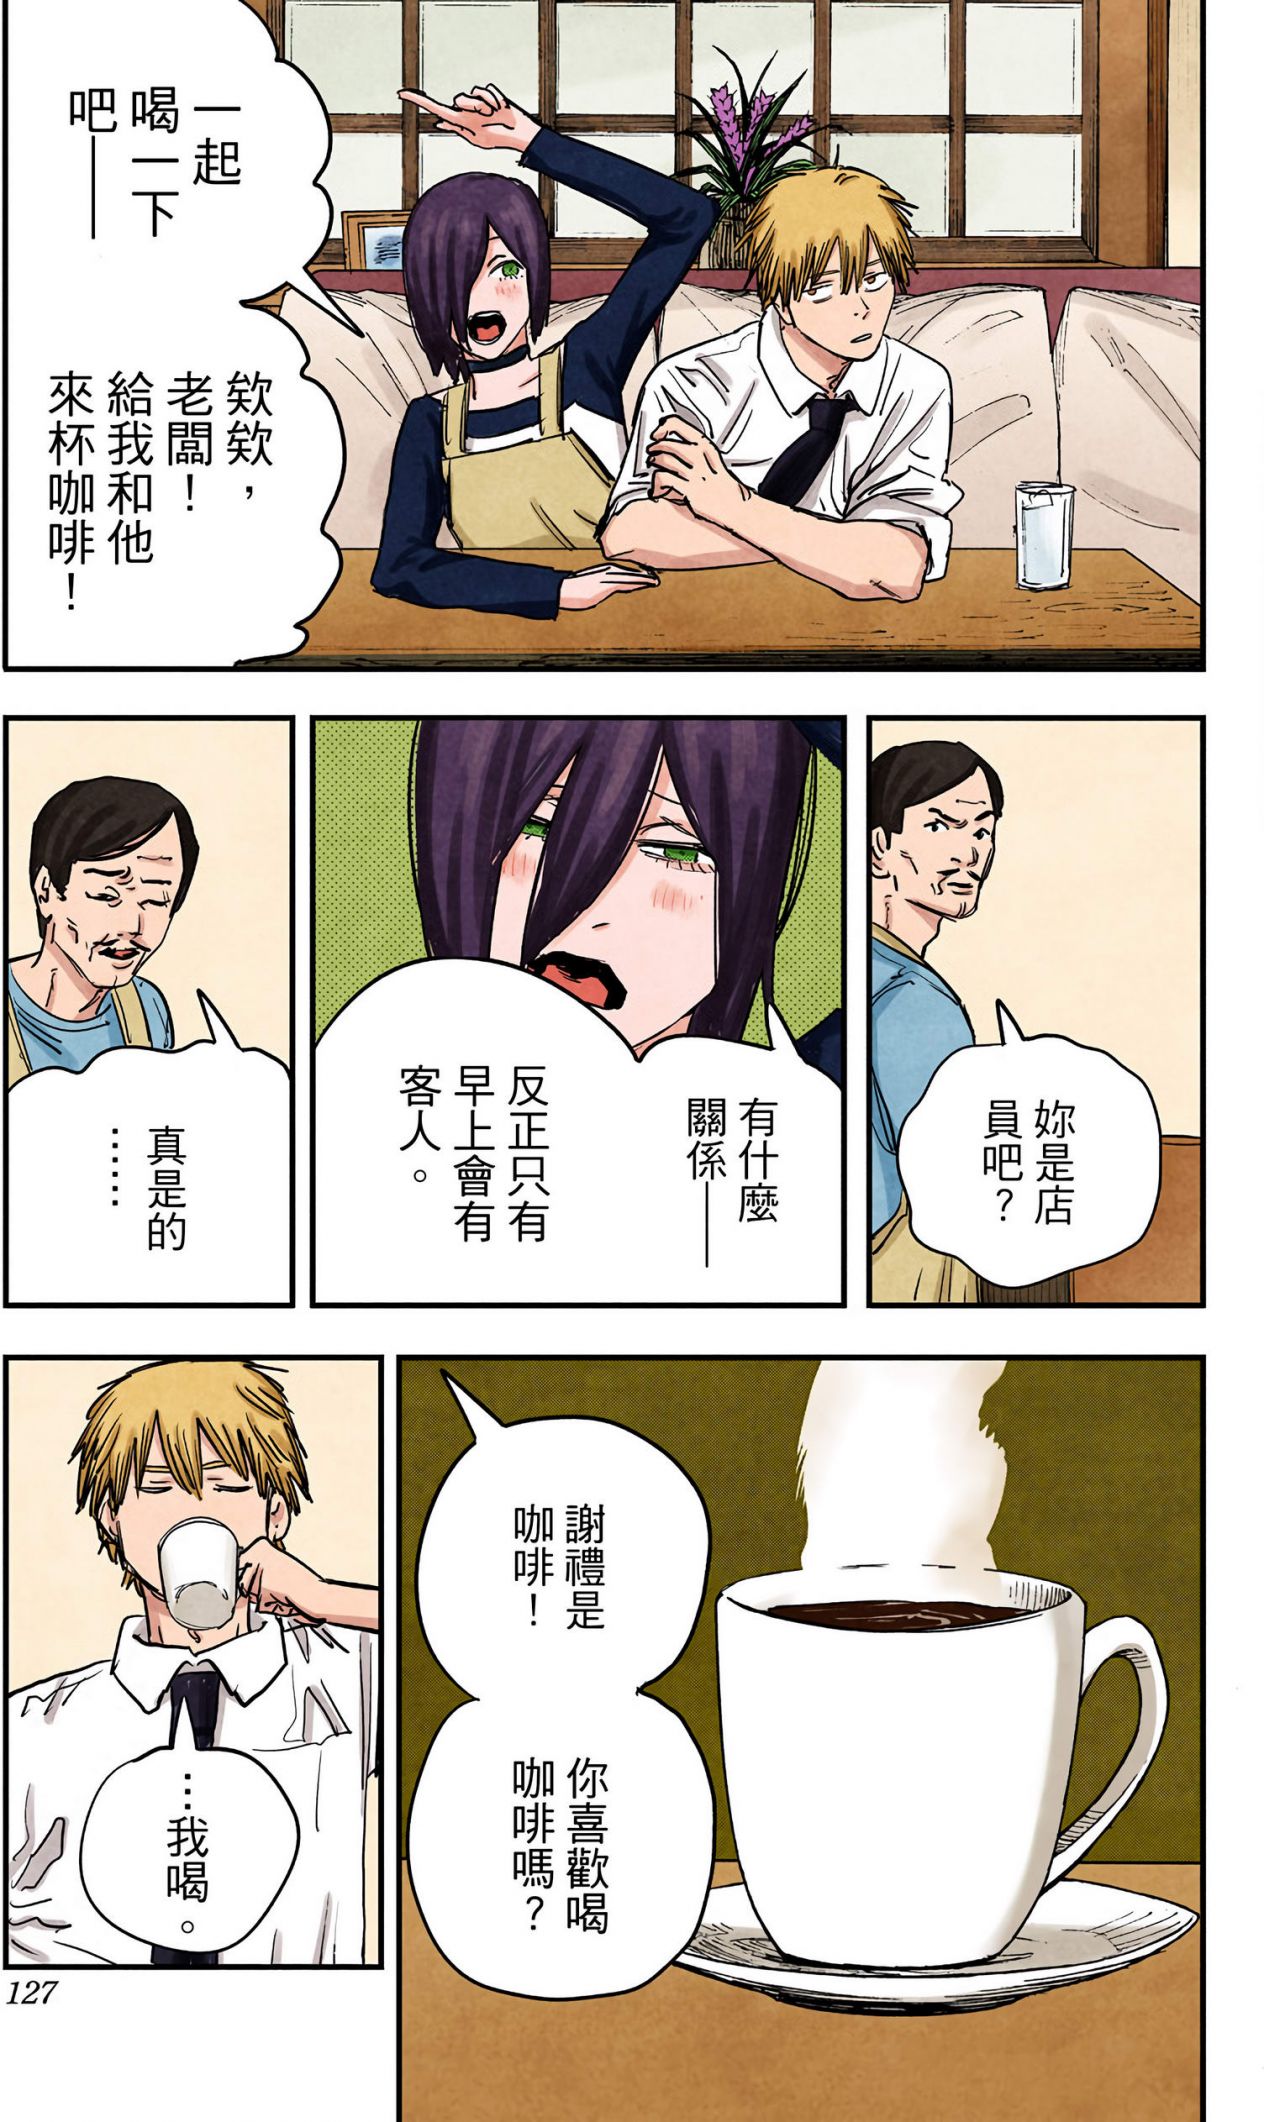 一起
喝一下
吧——
欸欸，
老闆！
給我和他
來杯咖啡！
妳是店
員吧？
有什麼
關係——
反正只有
早上會有
客人。
真是的
……
謝禮是
咖啡！
你喜歡喝
咖啡嗎？
…我喝。
127